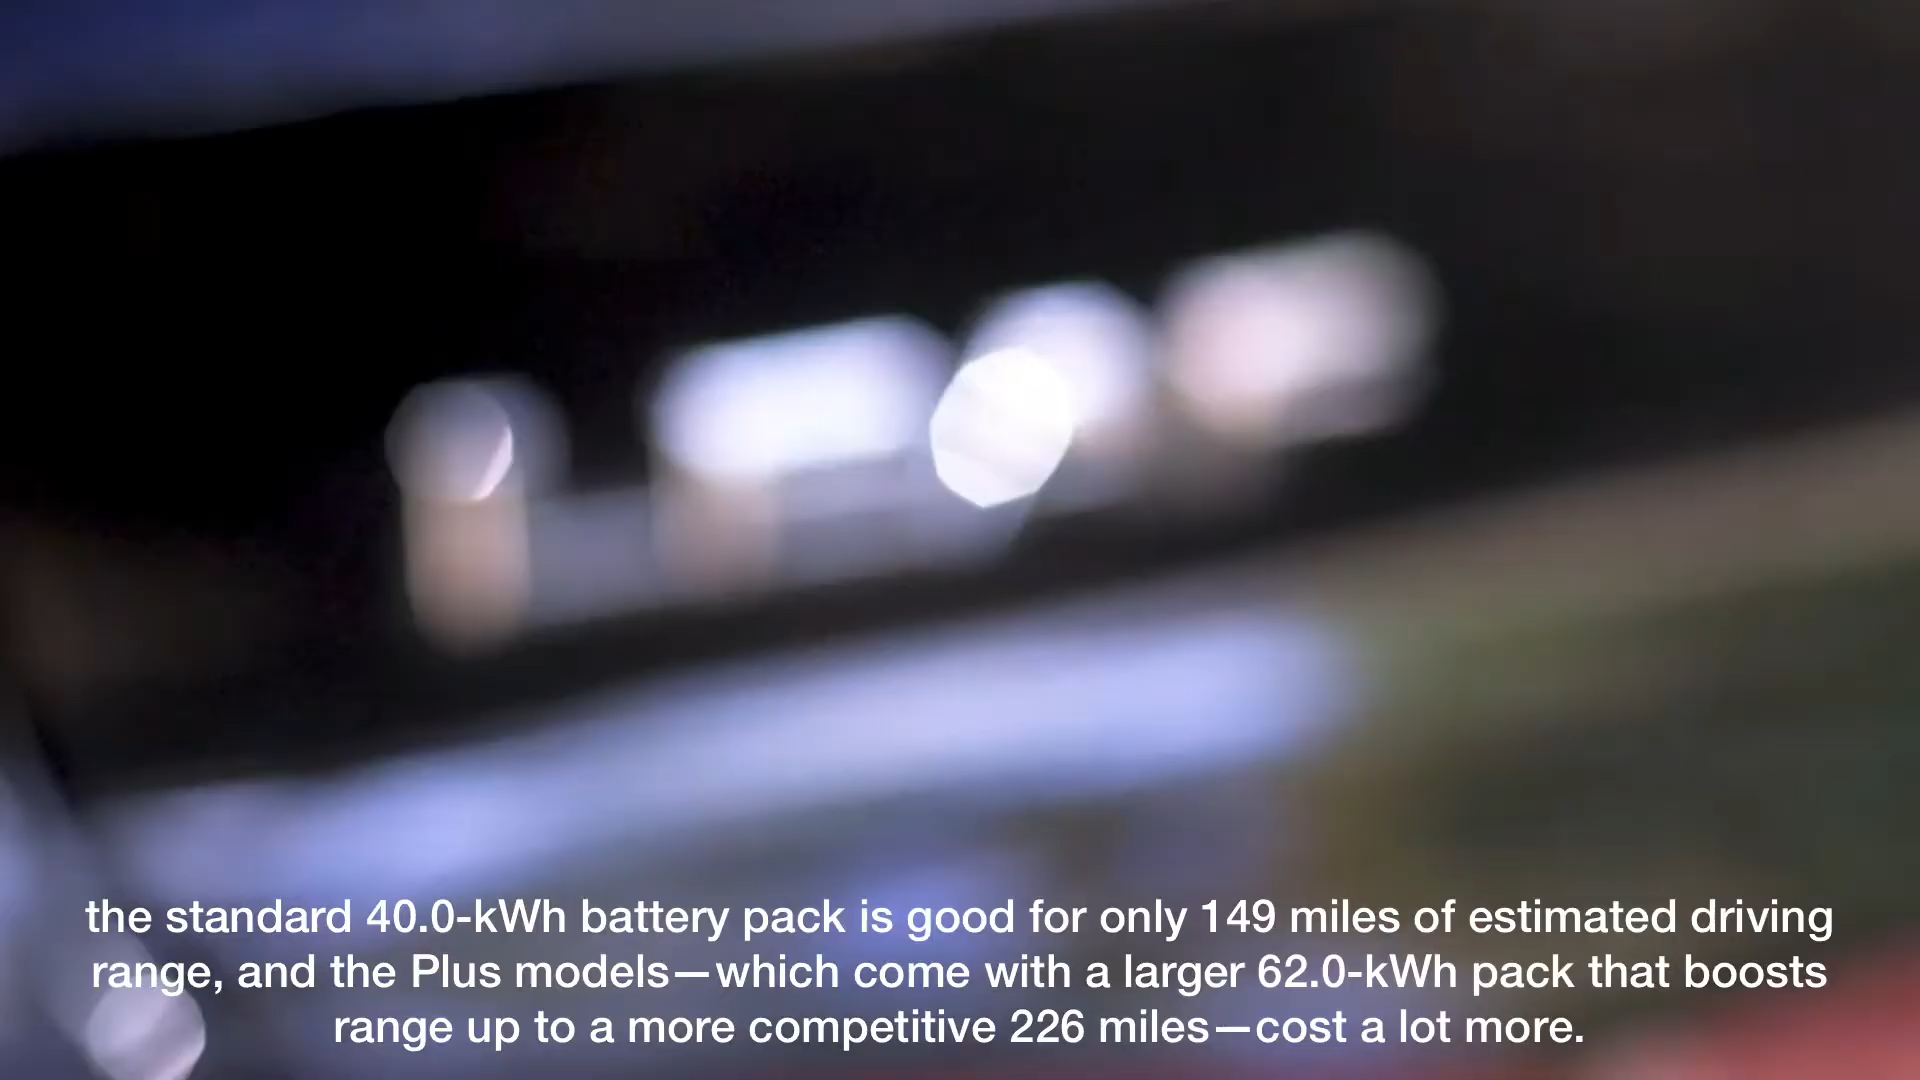 the standard 40.0-kWh battery pack is good for only 149 miles of estimated driving
range, and the Plus models—which come with a larger 62.0-kWh pack that boosts
range up to a more competitive 226 miles—cost a lot more.